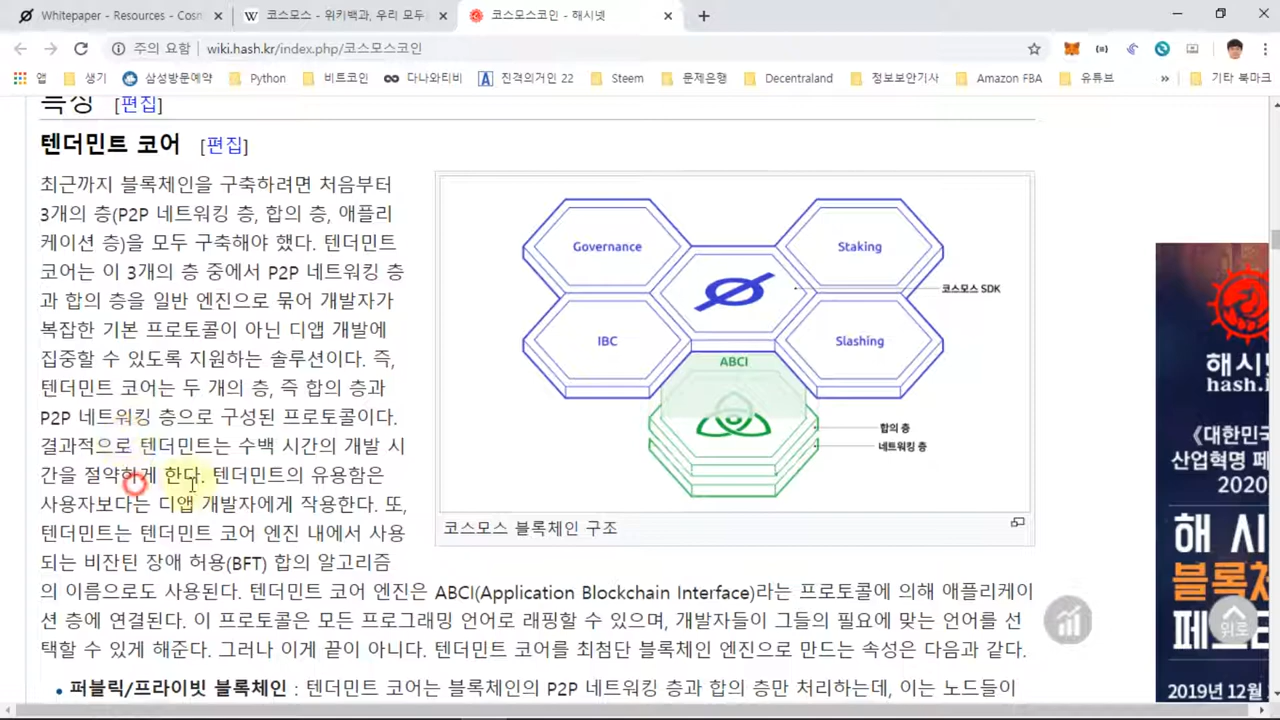 Whitepaper - Resources - Cosm
코스모스 - 위키백과, 우리 모두
코스모스코인 - 해시넷
주의 요함
wiki.hash.kr/index.php/코스모스코인
앱
생기
삼성방문예약
Python
비트코인
다나와티비
진격의거인 22
Steem
문제은행
Decentraland
정보보안기사
Amazon FBA
유튜브
기타 북마크
특징 [편집]
텐더민트 코어 [편집]
최근까지 블록체인을 구축하려면 처음부터
3개의 층(P2P 네트워킹 층, 합의 층, 애플리
케이션 층)을 모두 구축해야 했다. 텐더민트
코어는 이 3개의 층 중에서 P2P 네트워킹 층
과 합의 층을 일반 엔진으로 묶어 개발자가
복잡한 기본 프로토콜이 아닌 디앱 개발에
집중할 수 있도록 지원하는 솔루션이다. 즉,
텐더민트 코어는 두 개의 층, 즉 합의 층과
P2P 네트워킹 층으로 구성된 프로토콜이다.
결과적으로 텐더민트는 수백 시간의 개발 시
간을 절약하게 한다. 텐더민트의 유용함은
사용자보다는 디앱 개발자에게 작용한다. 또,
텐더민트는 텐더민트 코어 엔진 내에서 사용
되는 비잔틴 장애 허용(BFT) 합의 알고리즘
의 이름으로도 사용된다. 텐더민트 코어 엔진은 ABCI(Application Blockchain Interface)라는 프로토콜에 의해 애플리케이
션 층에 연결된다. 이 프로토콜은 모든 프로그래밍 언어로 래핑할 수 있으며, 개발자들이 그들의 필요에 맞는 언어를 선
택할 수 있게 해준다. 그러나 이게 끝이 아니다. 텐더민트 코어를 최첨단 블록체인 엔진으로 만드는 속성은 다음과 같다.
• 퍼블릭/프라이빗 블록체인 : 텐더민트 코어는 블록체인의 P2P 네트워킹 층과 합의 층만 처리하는데, 이는 노드들이
Governance
Staking
코스모스 SDK
IBC
Slashing
ABCI
합의 층
네트워킹 층
코스모스 블록체인 구조
해시
hash.
《대한민국
산업혁명 페
2020
해 시
블록
페
위로
2019년 12월